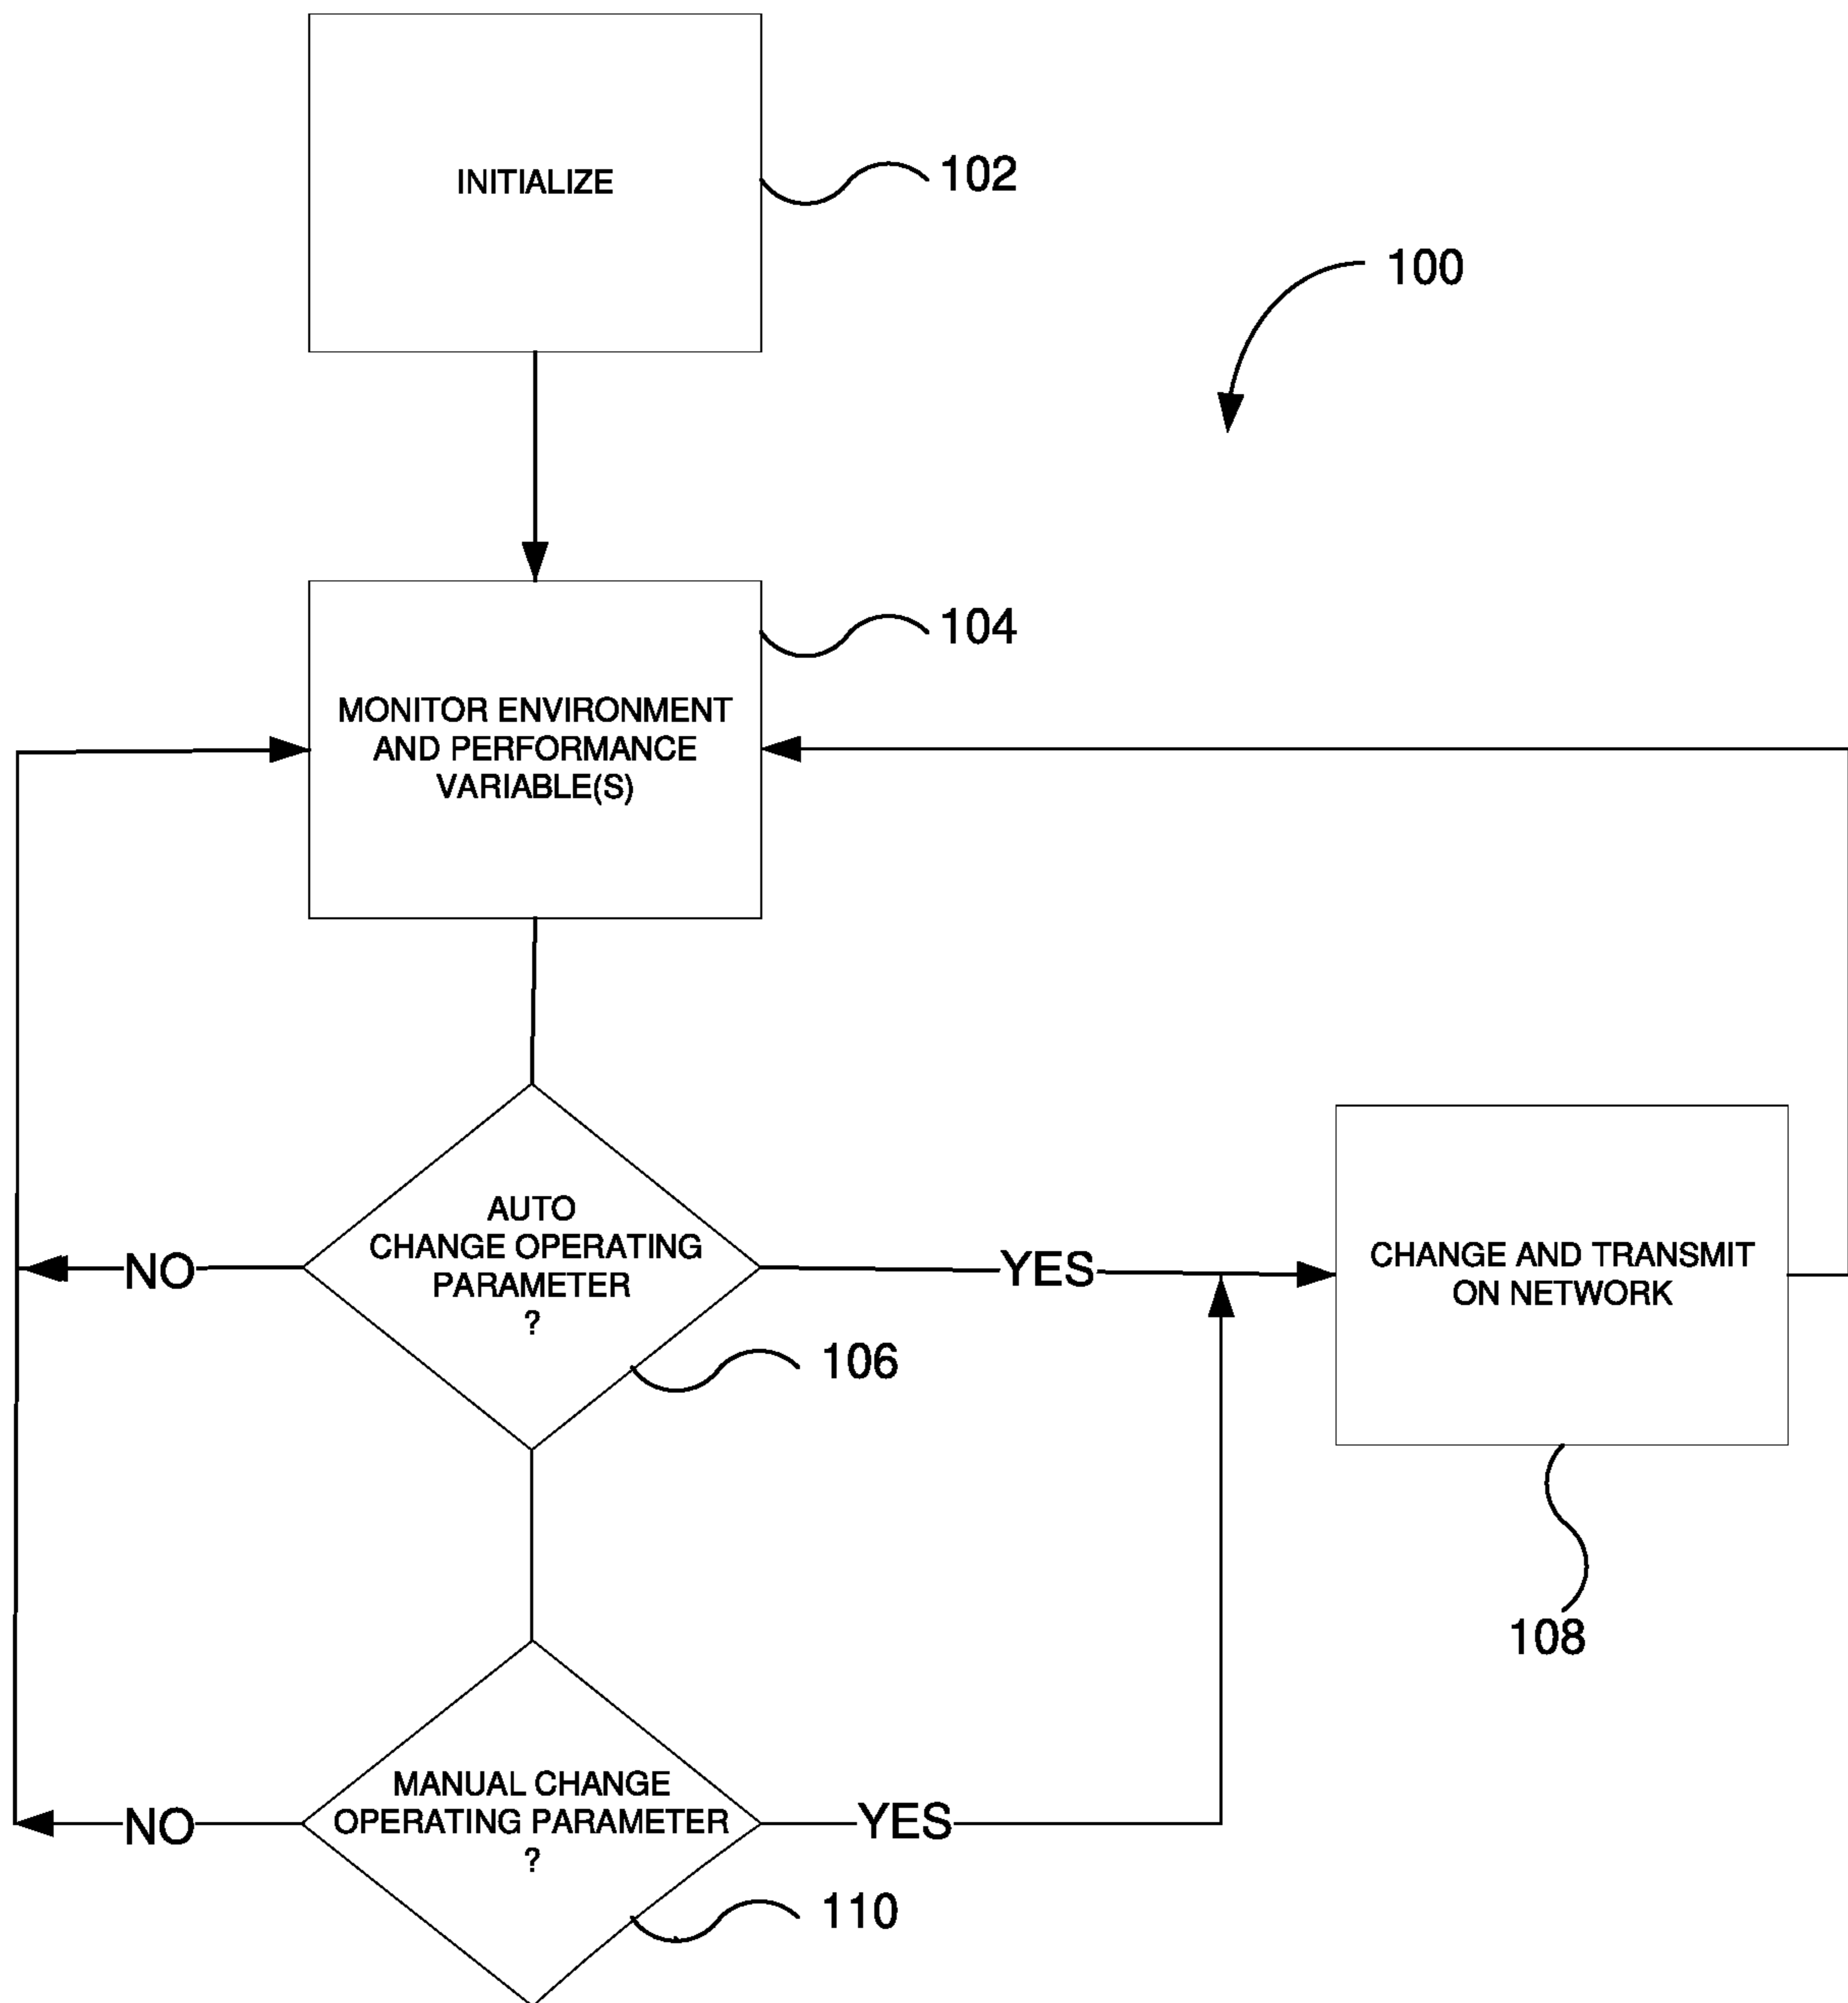 INITIALIZE
102
100
104
MONITOR ENVIRONMENT
AND PERFORMANCE
VARIABLE(S)
AUTO
CHANGE OPERATING
PARAMETER
?
NO
YES
106
CHANGE AND TRANSMIT
ON NETWORK
108
MANUAL CHANGE
OPERATING PARAMETER
?
NO
YES
110